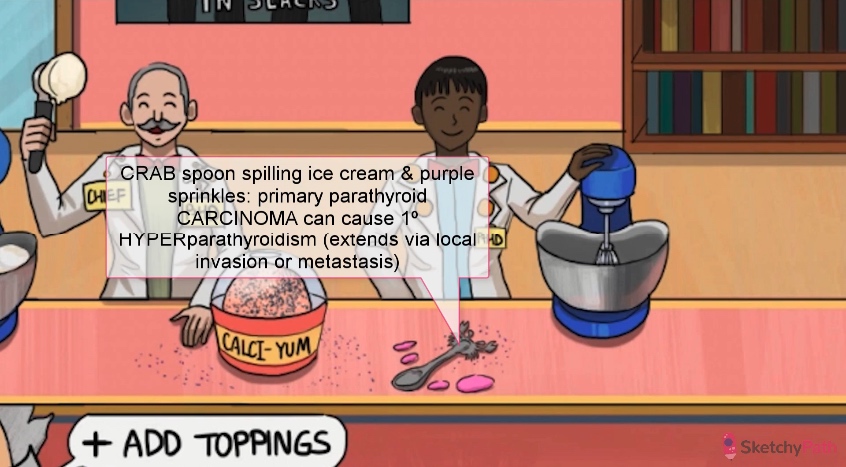 IN SLACKS
CHIEF
CRAB spoon spilling ice cream & purple
sprinkles: primary parathyroid
CARCINOMA can cause 1º
HYPERparathyroidism (extends via local
invasion or metastasis)
CALCI-YUM
+ ADD TOPPINGS
SketchyPath